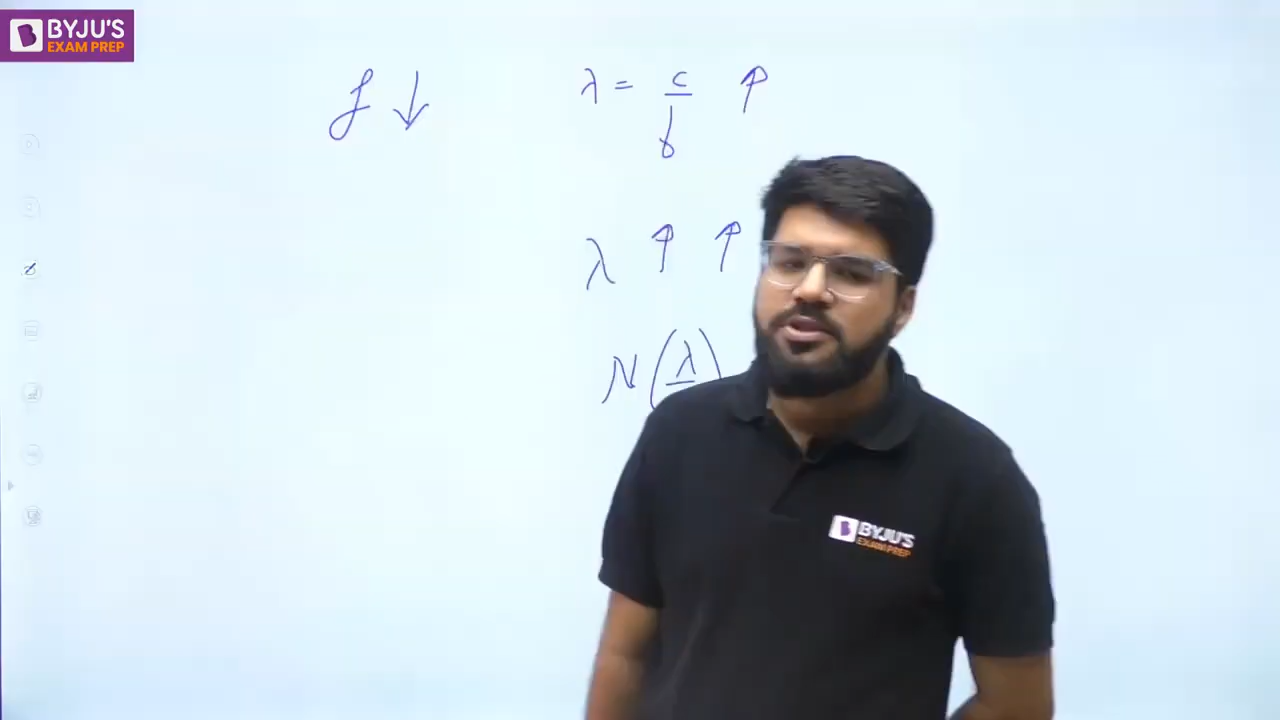 BYJU'S
EXAM PREP
f ↓
λ = c/f ↑
λ ↑ ↑
N(λ
BYJU'S
EXAM PREP